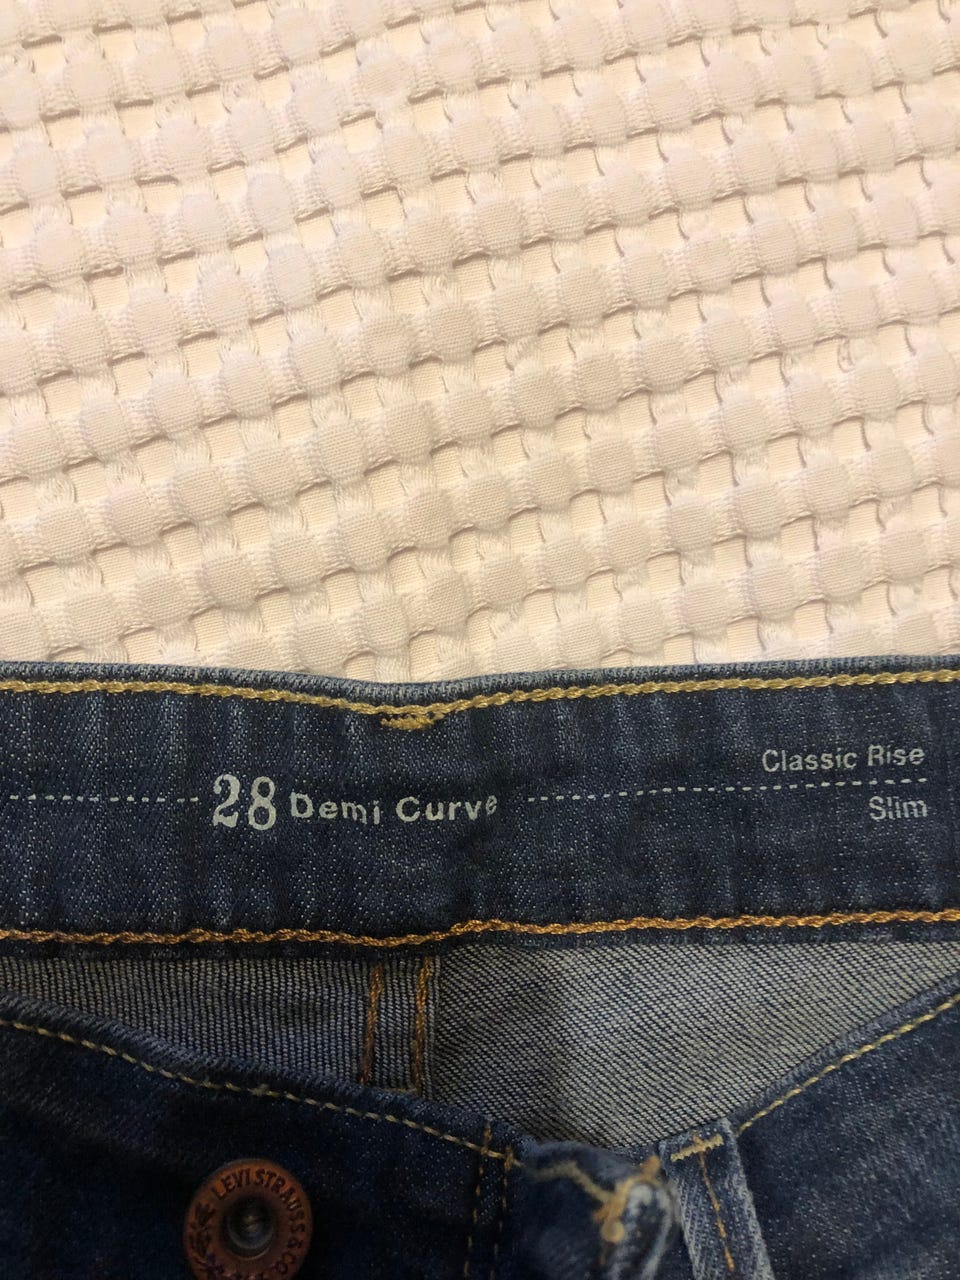 Classic Rise
28 Demi Curve
Slim
LEVI STRAUSS & CO.